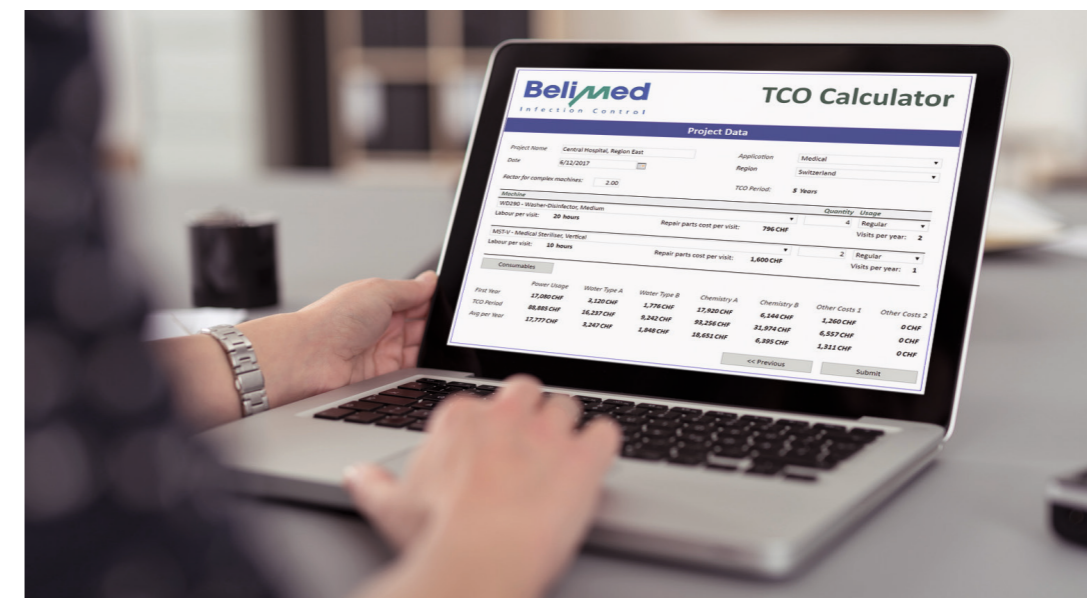 Belimed
Infection Control
TCO Calculator
Project Data
Project Name Central Hospital, Region East Application Medical
Date 6/12/2017 Region Switzerland
Factor for complex machines: 2.00 TCO Period: 5 Years
Machine Quantity Usage
WD290 - Washer-Disinfector, Medium 4 Regular
Labour per visit: 20 hours Repair parts cost per visit: 796 CHF Visits per year: 2
MST-V - Medical Steriliser, Vertical 2 Regular
Labour per visit: 10 hours Repair parts cost per visit: 1,600 CHF Visits per year: 1
Consumables
Power Usage Water Type A Water Type B Chemistry A Chemistry B Other Costs 1 Other Costs 2
First Year 17,080 CHF 3,120 CHF 1,776 CHF 17,920 CHF 6,144 CHF 1,260 CHF 0 CHF
TCO Period 88,885 CHF 16,237 CHF 9,242 CHF 93,256 CHF 31,974 CHF 6,557 CHF 0 CHF
Avg per Year 17,777 CHF 3,247 CHF 1,848 CHF 18,651 CHF 6,395 CHF 1,311 CHF 0 CHF
<< Previous Submit